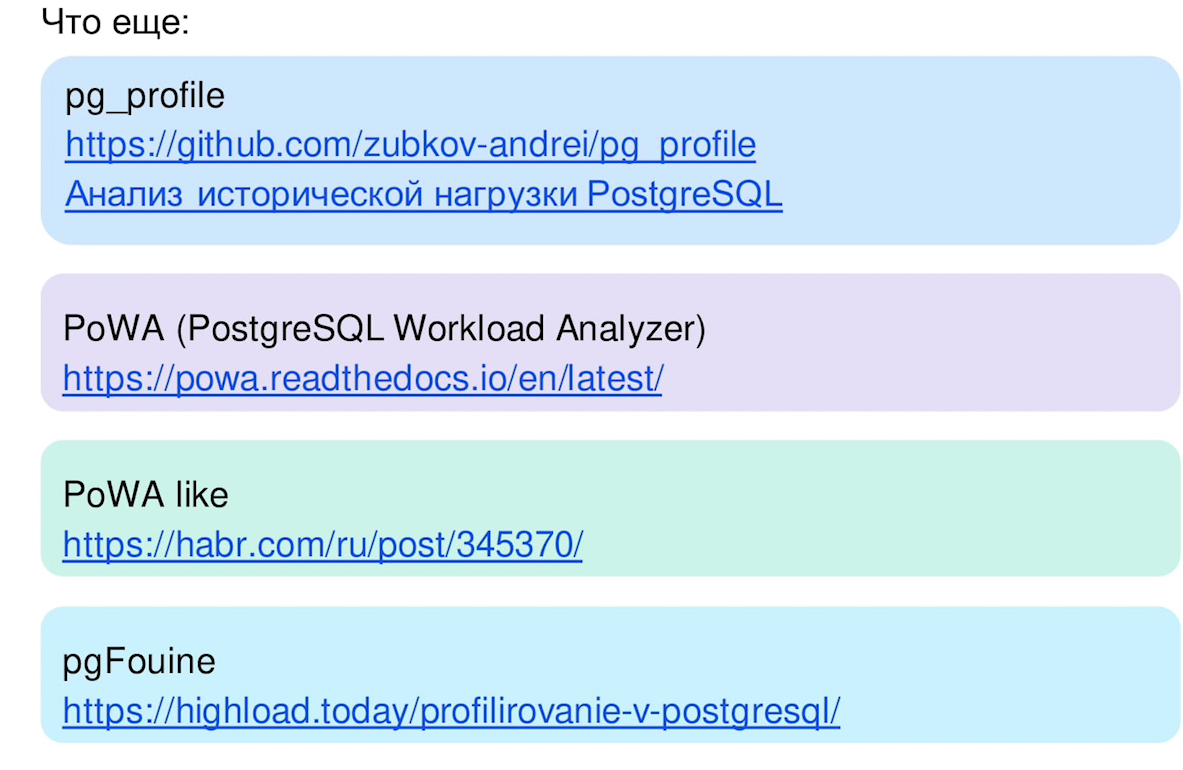 Что еще:
pg_profile
https://github.com/zubkov-andrei/pg_profile
Анализ исторической нагрузки PostgreSQL
PoWA (PostgreSQL Workload Analyzer)
https://powa.readthedocs.io/en/latest/
PoWA like
https://habr.com/ru/post/345370/
pgFouine
https://highload.today/profilirovanie-v-postgresql/